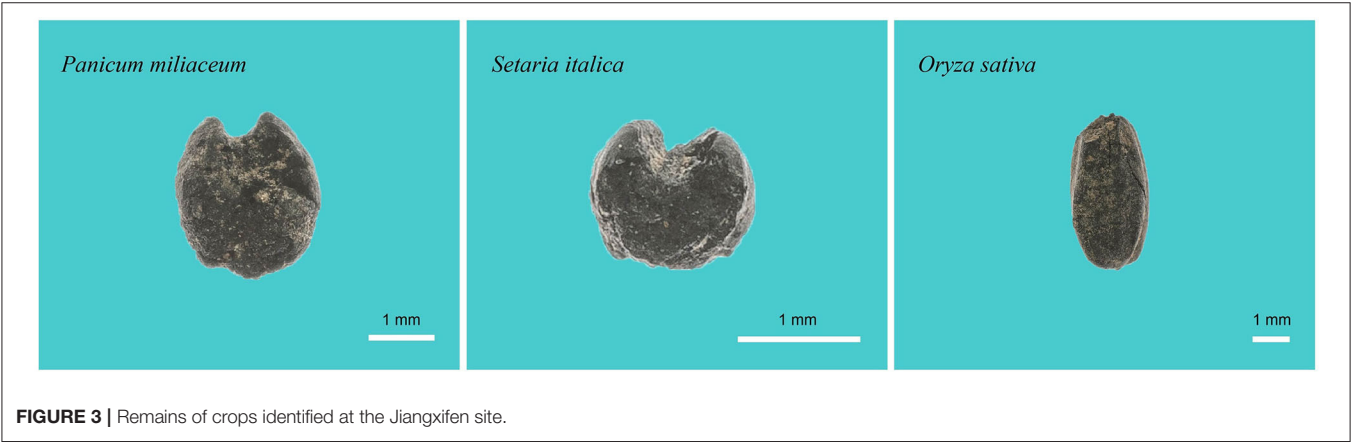 Panicum miliaceum
Setaria italica
Oryza sativa
1 mm
1 mm
1 mm
FIGURE 3 | Remains of crops identified at the Jiangxifen site.